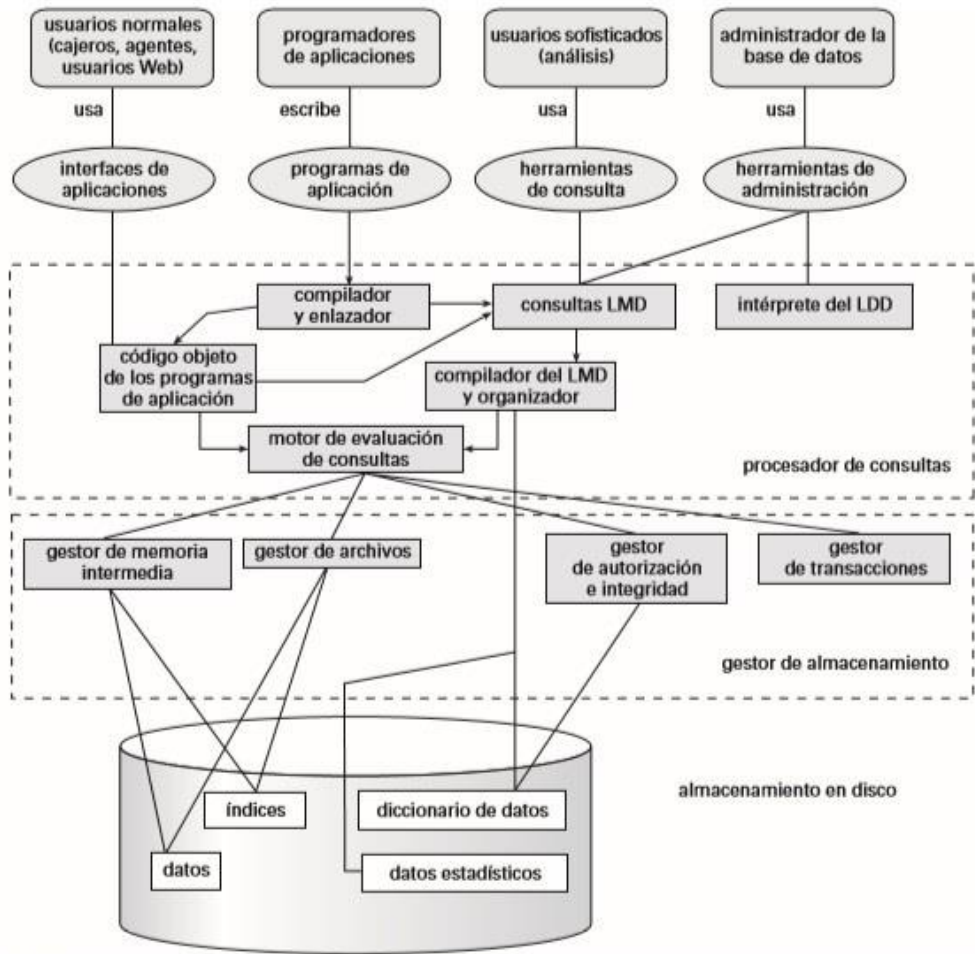 usuarios normales
(cajeros, agentes,
usuarios Web)
programadores
de aplicaciones
usuarios sofisticados
(análisis)
administrador de la
base de datos
usa
escribe
usa
usa
interfaces de
aplicaciones
programas de
aplicación
herramientas
de consulta
herramientas de
administración
compilador
y enlazador
consultas LMD
intérprete del LDD
código objeto
de los programas
de aplicación
compilador del LMD
y organizador
motor de evaluación
de consultas
procesador de consultas
gestor de memoria
intermedia
gestor de archivos
gestor
de autorización
e integridad
gestor
de transacciones
gestor de almacenamiento
almacenamiento en disco
índices
diccionario de datos
datos
datos estadísticos